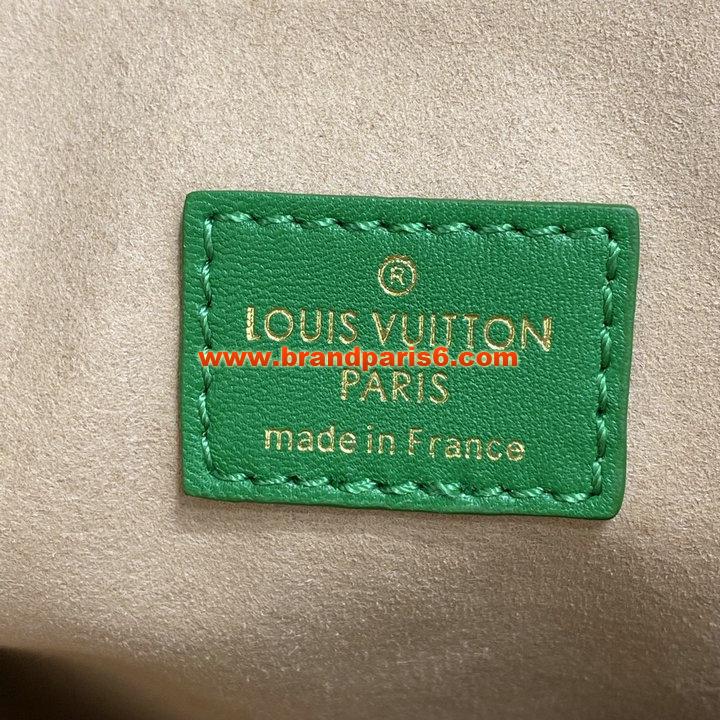 ®
LOUIS VUITTON
www.brandparis6.com
PARIS
made in France